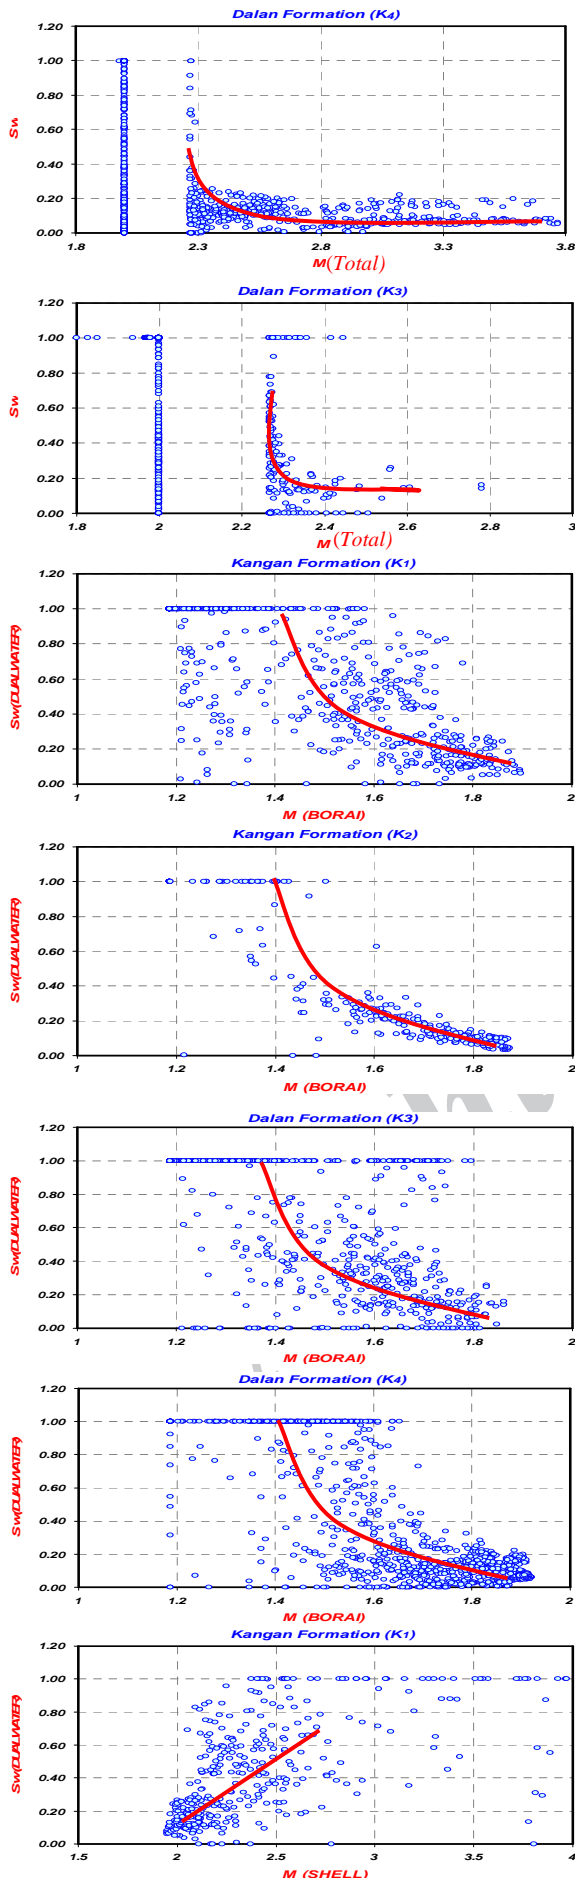 Dalan Formation (K4)
1.20
1.00
0.80
0.60
0.40
0.20
0.00
Sw
1.8 2.3 2.8 3.3 3.8
M(Total)
Dalan Formation (K3)
1.20
1.00
0.80
0.60
0.40
0.20
0.00
Sw
1.8 2 2.2 2.4 2.6 2.8 3
M(Total)
Kangan Formation (K1)
1.20
1.00
0.80
0.60
0.40
0.20
0.00
Sw(DUALWATER)
1 1.2 1.4 1.6 1.8 2
M (BORAI)
Kangan Formation (K2)
1.20
1.00
0.80
0.60
0.40
0.20
0.00
Sw(DUALWATER)
1 1.2 1.4 1.6 1.8 2
M (BORAI)
Dalan Formation (K3)
1.20
1.00
0.80
0.60
0.40
0.20
0.00
Sw(DUALWATER)
1 1.2 1.4 1.6 1.8 2
M (BORAI)
Dalan Formation (K4)
1.20
1.00
0.80
0.60
0.40
0.20
0.00
Sw(DUALWATER)
1 1.2 1.4 1.6 1.8 2
M (BORAI)
Kangan Formation (K1)
1.20
1.00
0.80
0.60
0.40
0.20
0.00
Sw(DUALWATER)
1.5 2 2.5 3 3.5 4
M (SHELL)